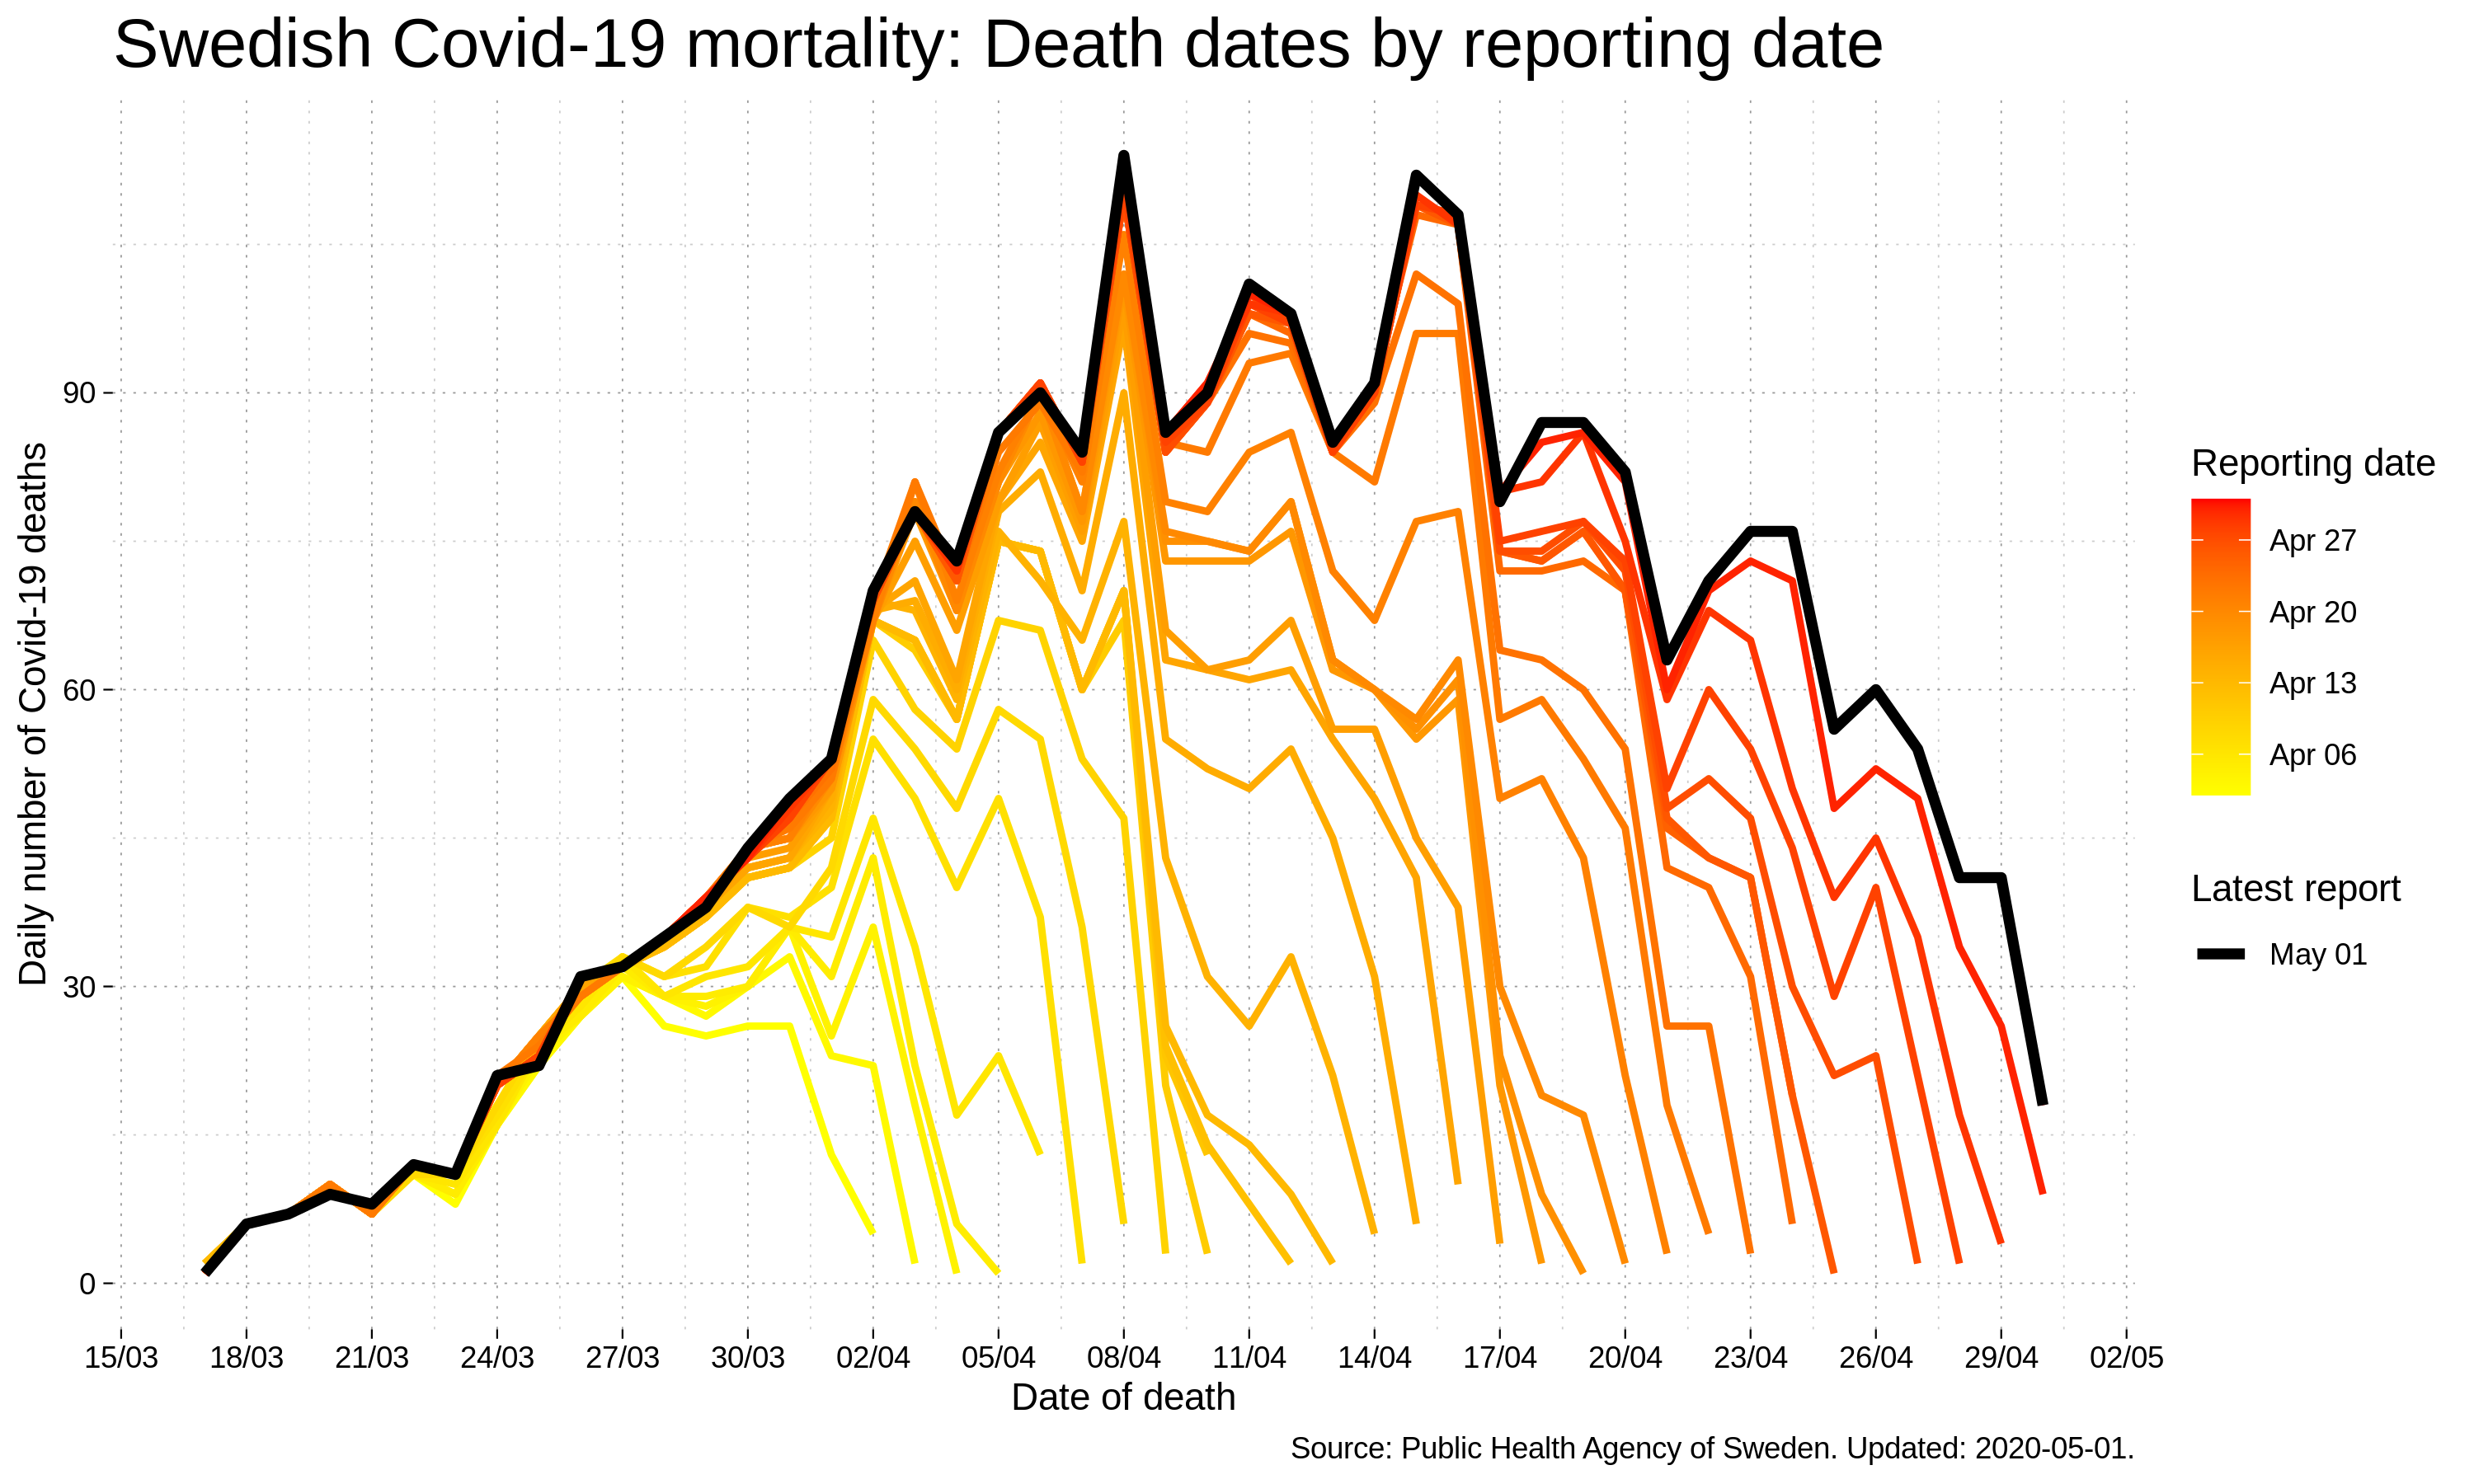 Swedish Covid-19 mortality: Death dates by reporting date
Daily number of Covid-19 deaths
90
60
30
0
15/03 18/03 21/03 24/03 27/03 30/03 02/04 05/04 08/04 11/04 14/04 17/04 20/04 23/04 26/04 29/04 02/05
Date of death
Reporting date
Apr 27
Apr 20
Apr 13
Apr 06
Latest report
May 01
Source: Public Health Agency of Sweden. Updated: 2020-05-01.